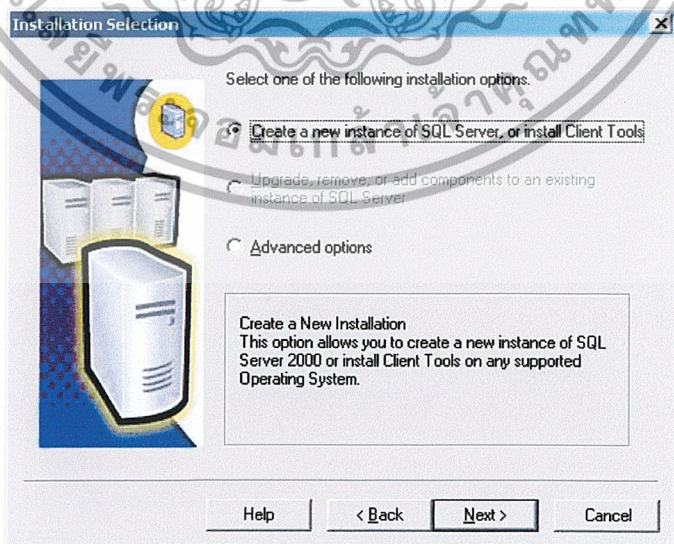 Installation Selection
Select one of the following installation options.
Create a new instance of SQL Server, or install Client Tools
Upgrade, remove, or add components to an existing
instance of SQL Server
Advanced options
Create a New Installation
This option allows you to create a new instance of SQL
Server 2000 or install Client Tools on any supported
Operating System.
Help
< Back
Next >
Cancel